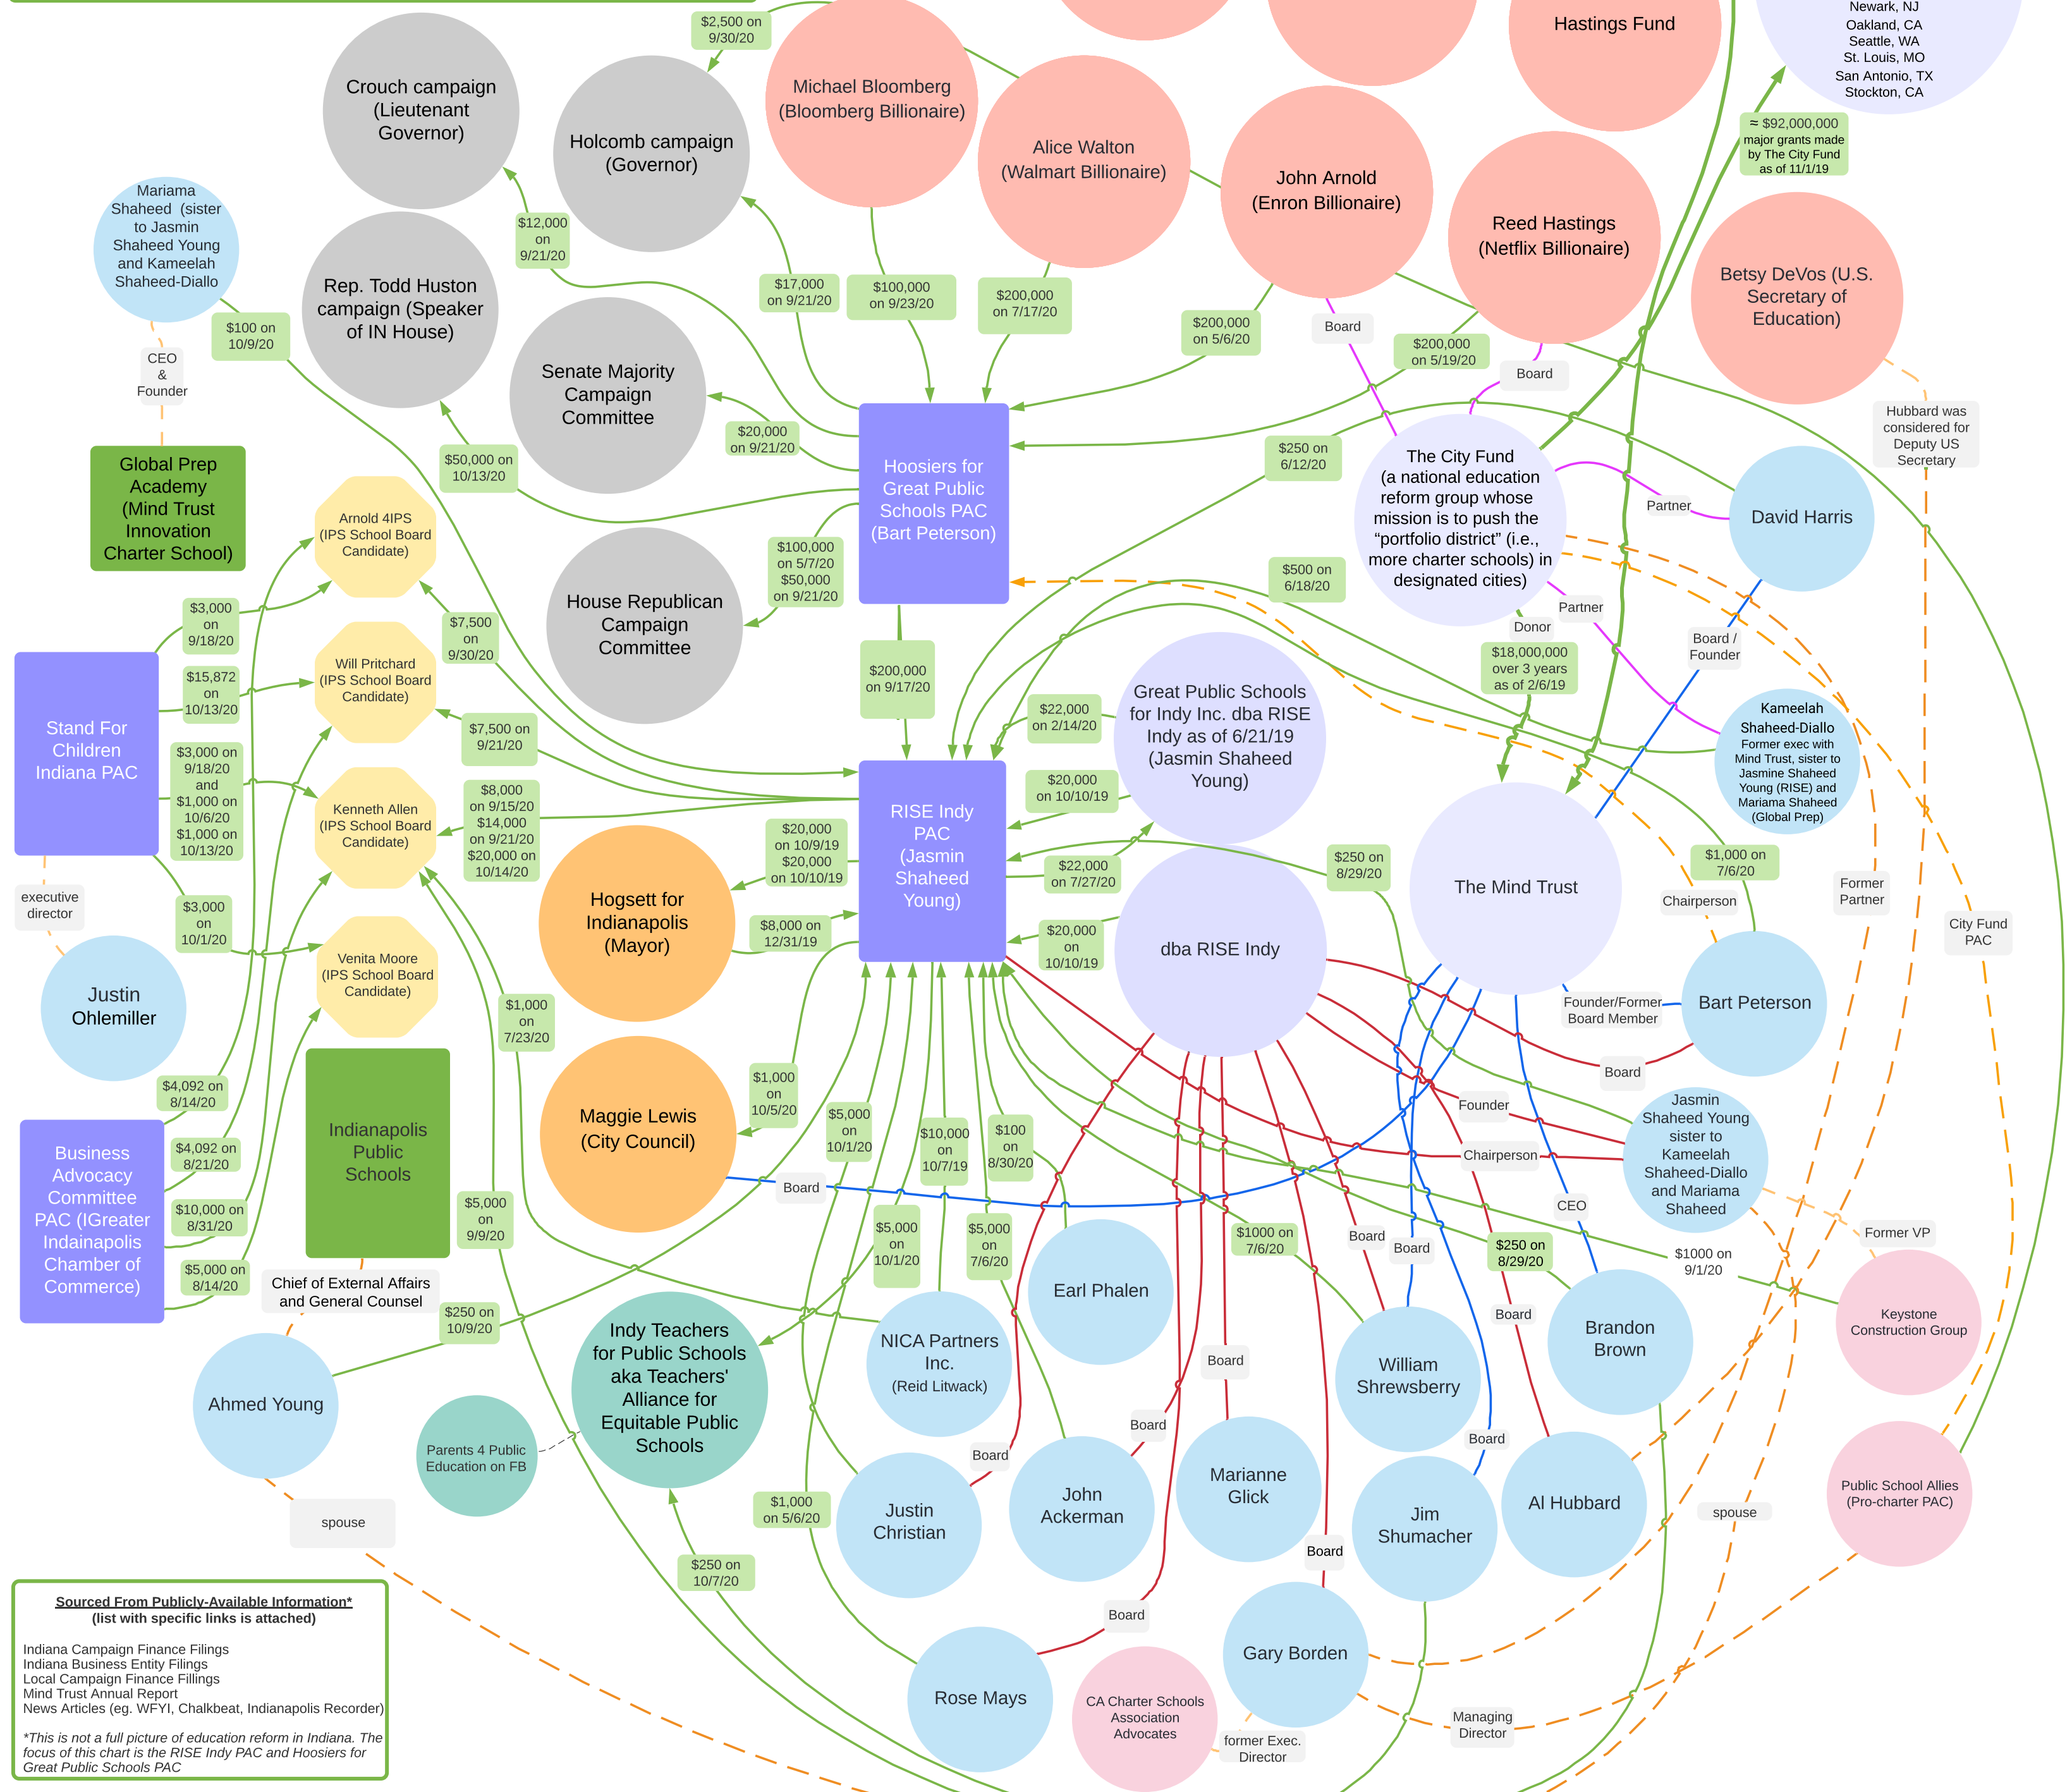 $2,500 on
9/30/20
Hastings Fund
Newark, NJ
Oakland, CA
Seattle, WA
St. Louis, MO
San Antonio, TX
Stockton, CA
Crouch campaign
(Lieutenant
Governor)
Holcomb campaign
(Governor)
Michael Bloomberg
(Bloomberg Billionaire)
Alice Walton
(Walmart Billionaire)
John Arnold
(Enron Billionaire)
Reed Hastings
(Netflix Billionaire)
≈ $92,000,000
major grants made
by The City Fund
as of 11/1/19
Betsy DeVos (U.S.
Secretary of
Education)
Mariama
Shaheed (sister
to Jasmin
Shaheed Young
and Kameelah
Shaheed-Diallo
$12,000
on
9/21/20
Rep. Todd Huston
campaign (Speaker
of IN House)
$17,000
on 9/21/20
$100,000
on 9/23/20
$200,000
on 7/17/20
$200,000
on 5/6/20
Board
$200,000
on 5/19/20
Board
$100 on
10/9/20
CEO
&
Founder
Senate Majority
Campaign
Committee
$20,000
on 9/21/20
$50,000 on
10/13/20
Hubbard was
considered for
Deputy US
Secretary
Global Prep
Academy
(Mind Trust
Innovation
Charter School)
Arnold 4IPS
(IPS School Board
Candidate)
Hoosiers for
Great Public
Schools PAC
(Bart Peterson)
$250 on
6/12/20
The City Fund
(a national education
reform group whose
mission is to push the
“portfolio district” (i.e.,
more charter schools) in
designated cities)
Partner
David Harris
$100,000
on 5/7/20
$50,000
on 9/21/20
House Republican
Campaign
Committee
$500 on
6/18/20
Partner
Donor
Board /
Founder
$3,000
on
9/18/20
$7,500
on
9/30/20
Will Pritchard
(IPS School Board
Candidate)
$200,000
on 9/17/20
$18,000,000
over 3 years
as of 2/6/19
$15,872
on
10/13/20
$7,500 on
9/21/20
$22,000
on 2/14/20
Great Public Schools
for Indy Inc. dba RISE
Indy as of 6/21/19
(Jasmin Shaheed
Young)
Kameelah
Shaheed-Diallo
Former exec with
Mind Trust, sister to
Jasmine Shaheed
Young (RISE) and
Mariama Shaheed
(Global Prep)
Stand For
Children
Indiana PAC
$3,000 on
9/18/20
and
$1,000 on
10/6/20
$1,000 on
10/13/20
Kenneth Allen
(IPS School Board
Candidate)
$8,000
on 9/15/20
$14,000
on 9/21/20
$20,000 on
10/14/20
RISE Indy
PAC
(Jasmin
Shaheed
Young)
$20,000
on 10/10/19
$20,000
on 10/9/19
$20,000
on 10/10/19
$22,000
on 7/27/20
$250 on
8/29/20
The Mind Trust
$1,000 on
7/6/20
Former
Partner
Chairperson
City Fund
PAC
executive
director
$3,000
on
10/1/20
Hogsett for
Indianapolis
(Mayor)
$8,000 on
12/31/19
$20,000
on
10/10/19
dba RISE Indy
Venita Moore
(IPS School Board
Candidate)
Justin
Ohlemiller
$1,000
on
7/23/20
Founder/Former
Board Member
Bart Peterson
Board
$4,092 on
8/14/20
$1,000
on
10/5/20
Maggie Lewis
(City Council)
Indianapolis
Public
Schools
$5,000
on
10/1/20
$10,000
on
10/7/19
$100
on
8/30/20
Founder
Chairperson
Jasmin
Shaheed Young
sister to
Kameelah
Shaheed-Diallo
and Mariama
Shaheed
Business
Advocacy
Committee
PAC (IGreater
Indainapolis
Chamber of
Commerce)
$4,092 on
8/21/20
$10,000 on
8/31/20
$5,000 on
8/14/20
Board
$5,000
on
9/9/20
$5,000
on
10/1/20
$5,000
on
7/6/20
$1000 on
7/6/20
Board
Board
CEO
$250 on
8/29/20
Former VP
$1000 on
9/1/20
Chief of External Affairs
and General Counsel
$250 on
10/9/20
Earl Phalen
Board
Keystone
Construction Group
Indy Teachers
for Public Schools
aka Teachers'
Alliance for
Equitable Public
Schools
NICA Partners
Inc.
(Reid Litwack)
Board
William
Shrewsberry
Brandon
Brown
Ahmed Young
Parents 4 Public
Education on FB
Board
Board
Board
Justin
Christian
John
Ackerman
Marianne
Glick
Jim
Shumacher
Al Hubbard
Public School Allies
(Pro-charter PAC)
spouse
spouse
$1,000
on 5/6/20
$250 on
10/7/20
Board
Board
Gary Borden
Rose Mays
CA Charter Schools
Association
Advocates
former Exec.
Director
Managing
Director
Sourced From Publicly-Available Information*
(list with specific links is attached)
Indiana Campaign Finance Filings
Indiana Business Entity Filings
Local Campaign Finance Fillings
Mind Trust Annual Report
News Articles (eg. WFYI, Chalkbeat, Indianapolis Recorder)
*This is not a full picture of education reform in Indiana. The
focus of this chart is the RISE Indy PAC and Hoosiers for
Great Public Schools PAC